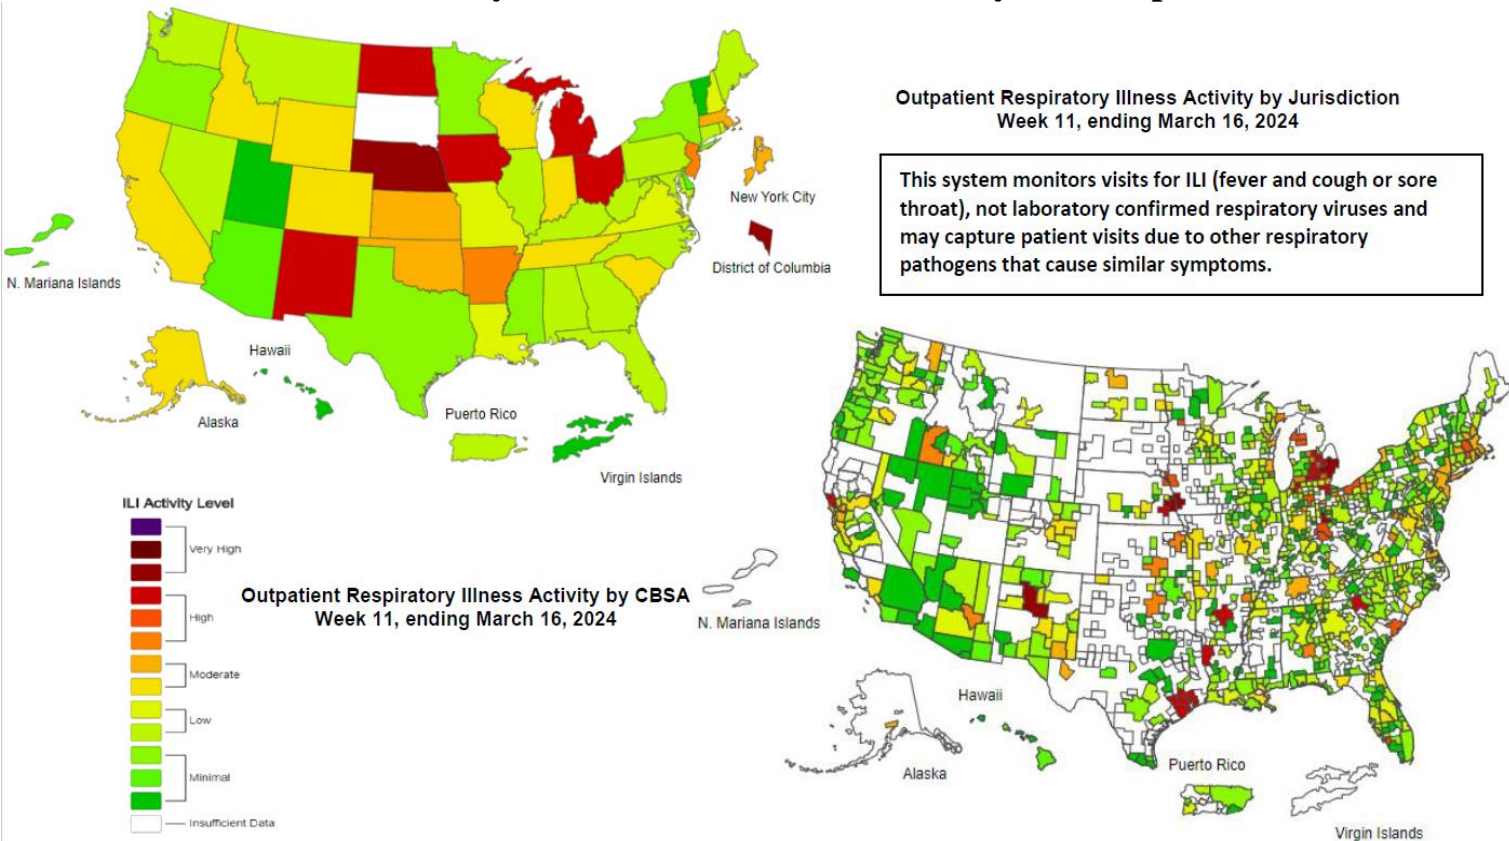 Outpatient Respiratory Illness Activity by Jurisdiction
Week 11, ending March 16, 2024
This system monitors visits for ILI (fever and cough or sore
throat), not laboratory confirmed respiratory viruses and
may capture patient visits due to other respiratory
pathogens that cause similar symptoms.
New York City
District of Columbia
N. Mariana Islands
Hawaii
Alaska
Puerto Rico
Virgin Islands
ILI Activity Level
Very High
High
Moderate
Low
Minimal
Insufficient Data
Outpatient Respiratory Illness Activity by CBSA
Week 11, ending March 16, 2024
N. Mariana Islands
Hawaii
Alaska
Puerto Rico
Virgin Islands